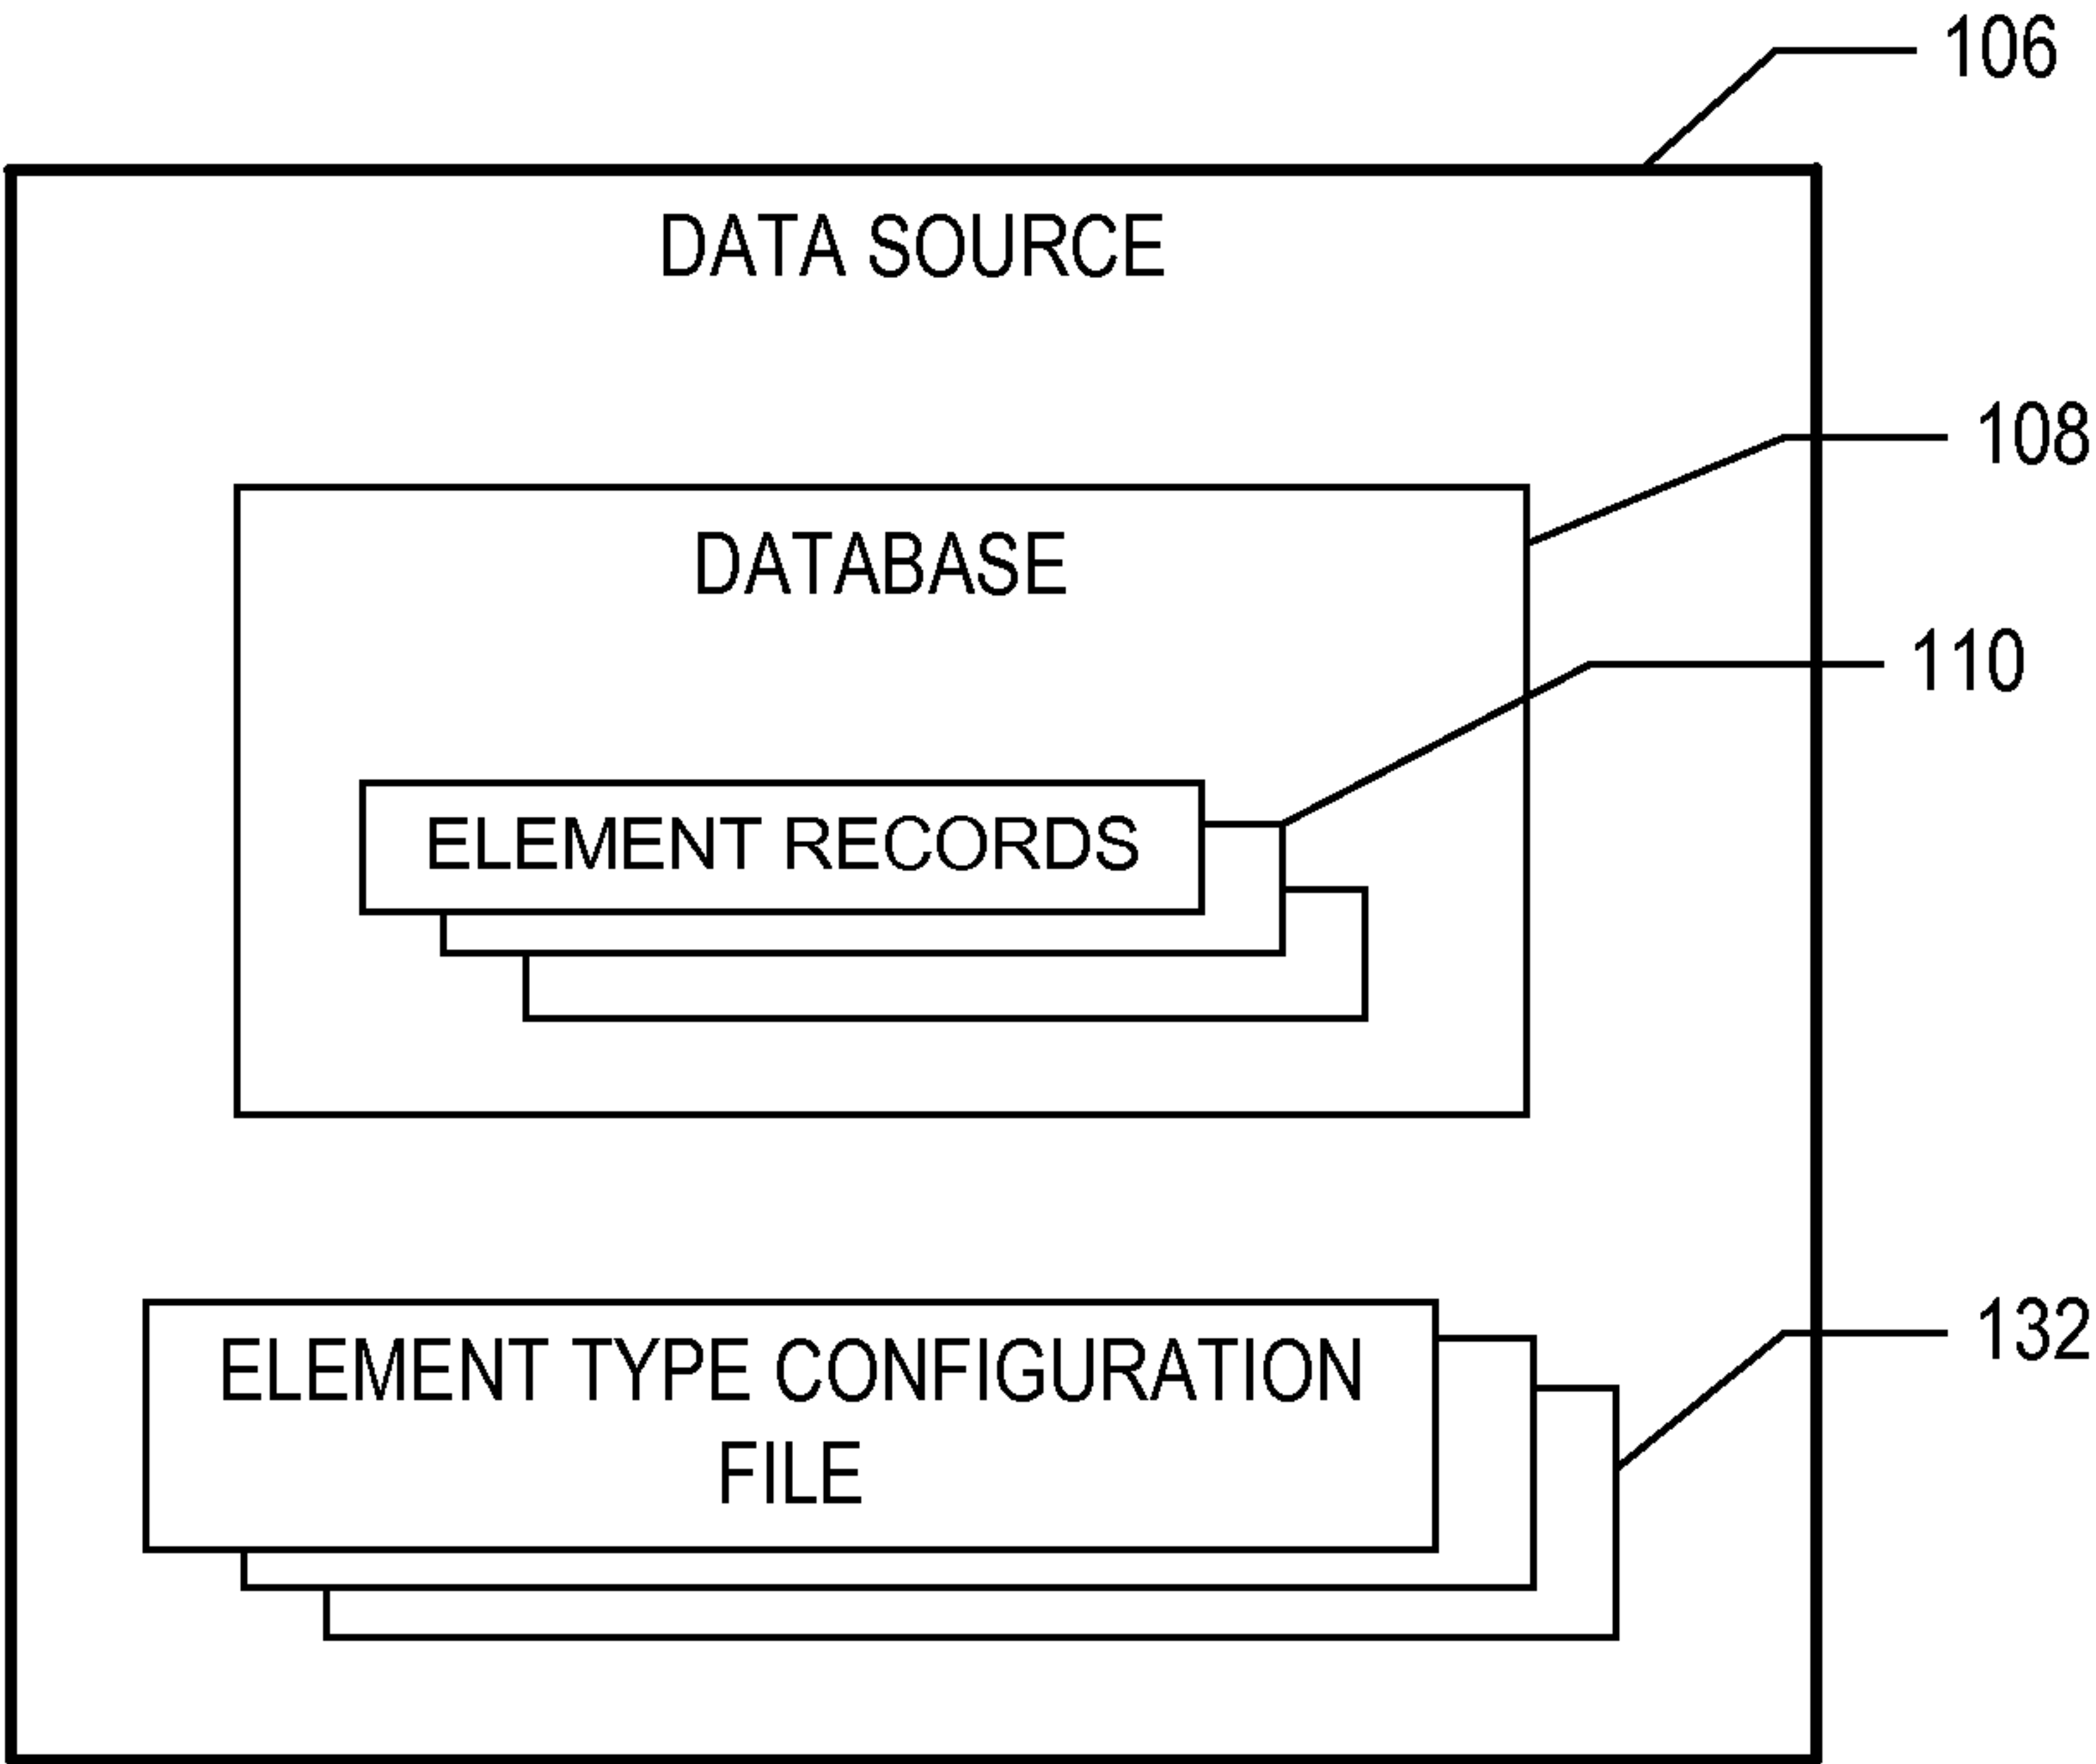 106
DATA SOURCE
108
DATABASE
110
ELEMENT RECORDS
132
ELEMENT TYPE CONFIGURATION
FILE